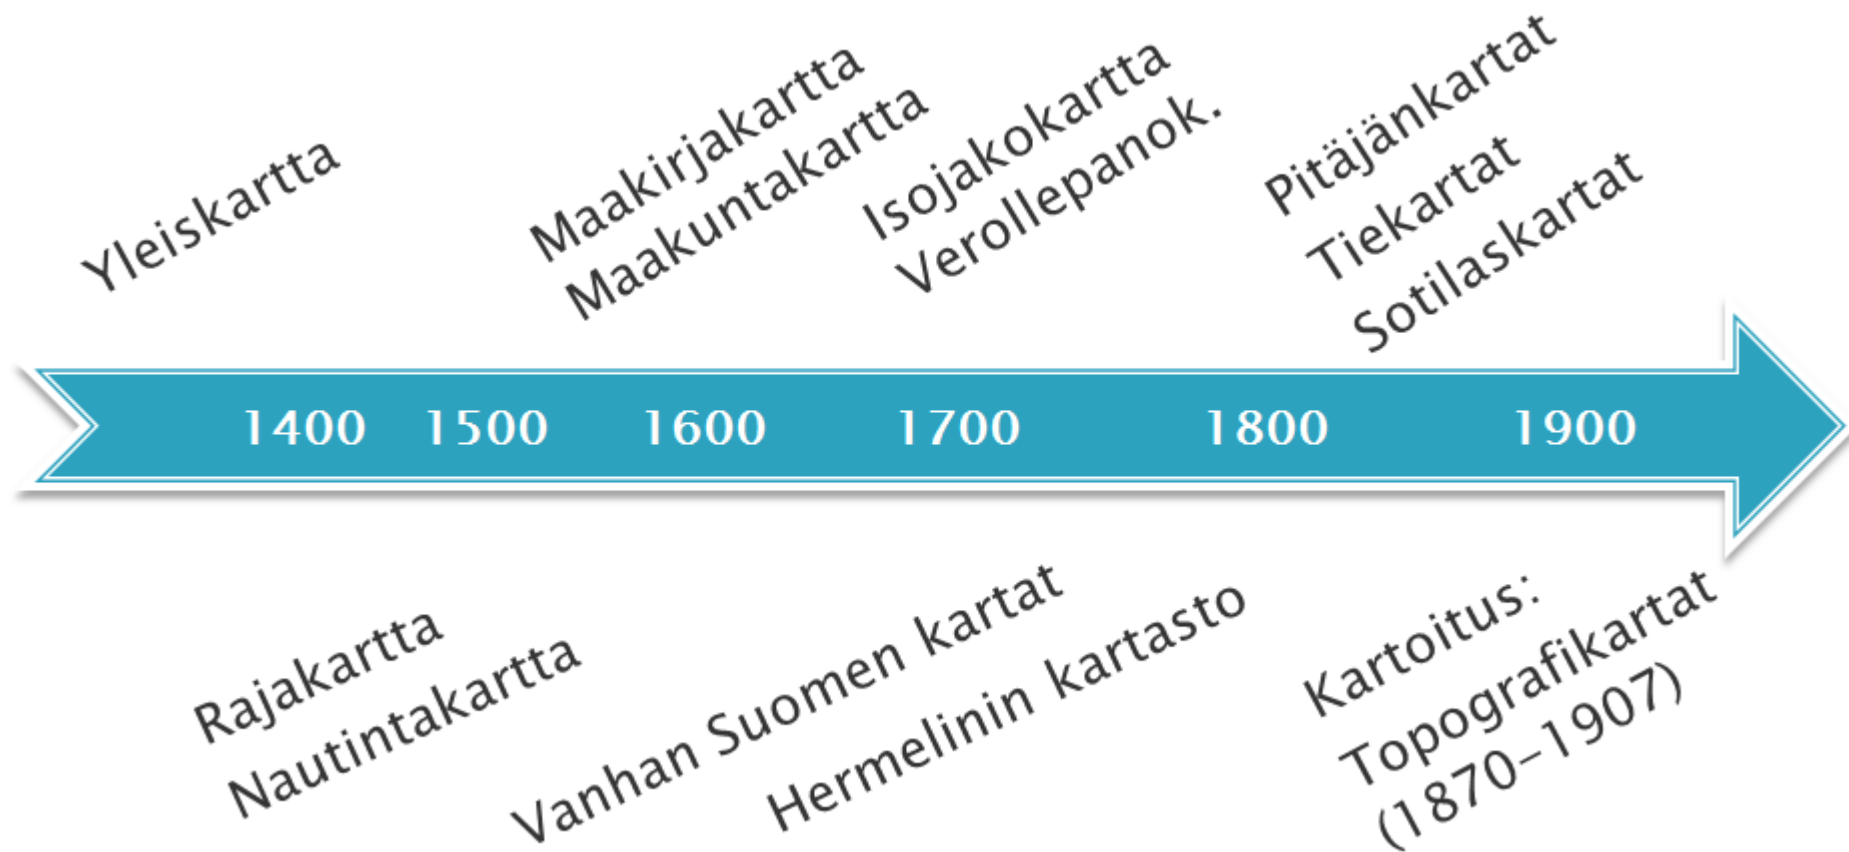 Yleiskartta
Maakirjakartta
Maakuntakartta
Isojakokartta
Verollepanok.
Pitäjänkartat
Tiekartat
Sotilaskartat
1400 1500 1600 1700 1800 1900
Rajakartta
Nautintakartta
Vanhan Suomen kartat
Hermelinin kartasto
Kartoitus:
Topografikartat
(1870–1907)